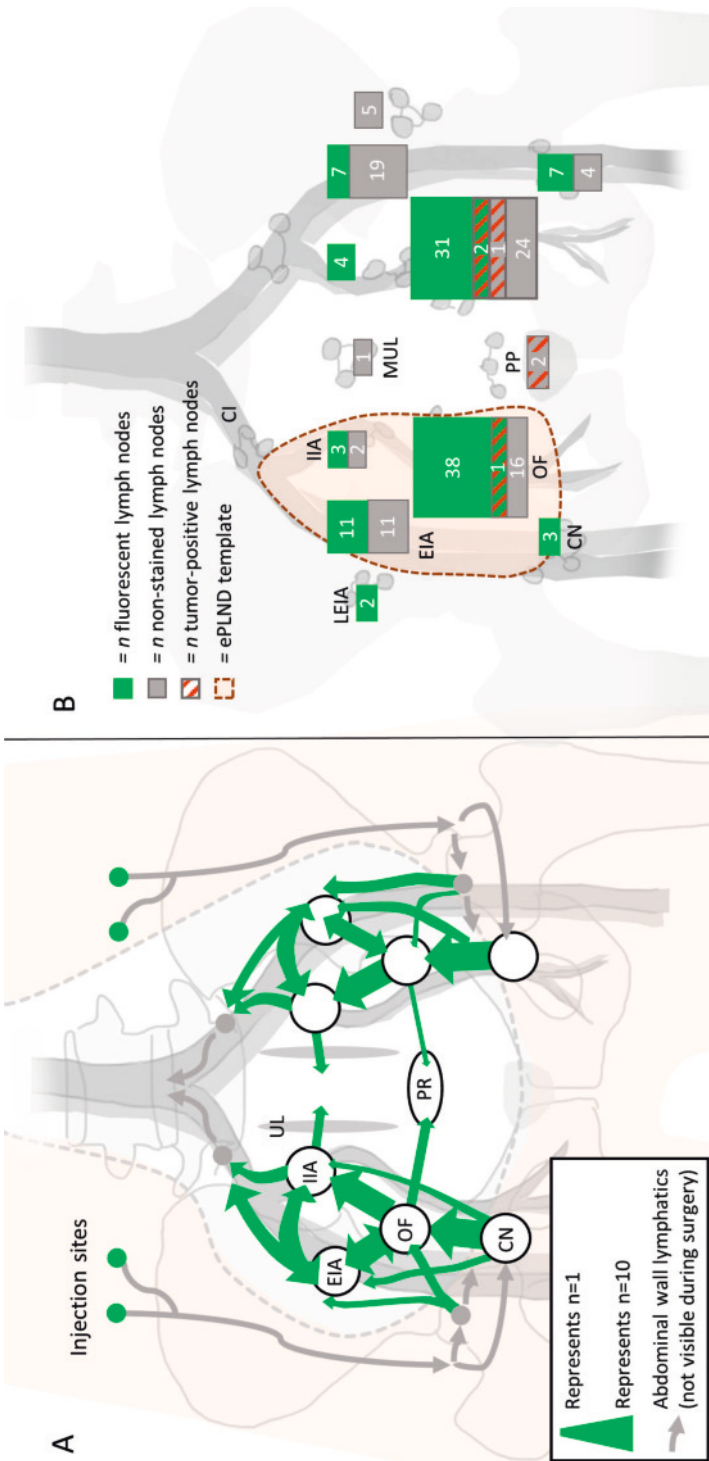 A
Injection sites
UL
IIA
EIA
OF
PR
CN
Represents n=1
Represents n=10
Abdominal wall lymphatics
(not visible during surgery)
B
= n fluorescent lymph nodes
= n non-stained lymph nodes
= n tumor-positive lymph nodes
= ePLND template
CI
LEIA
2
11
11
EIA
IIA
3
2
38
1
16
OF
3
CN
MUL
1
PP
2
4
7
19
5
31
2
1
24
7
4